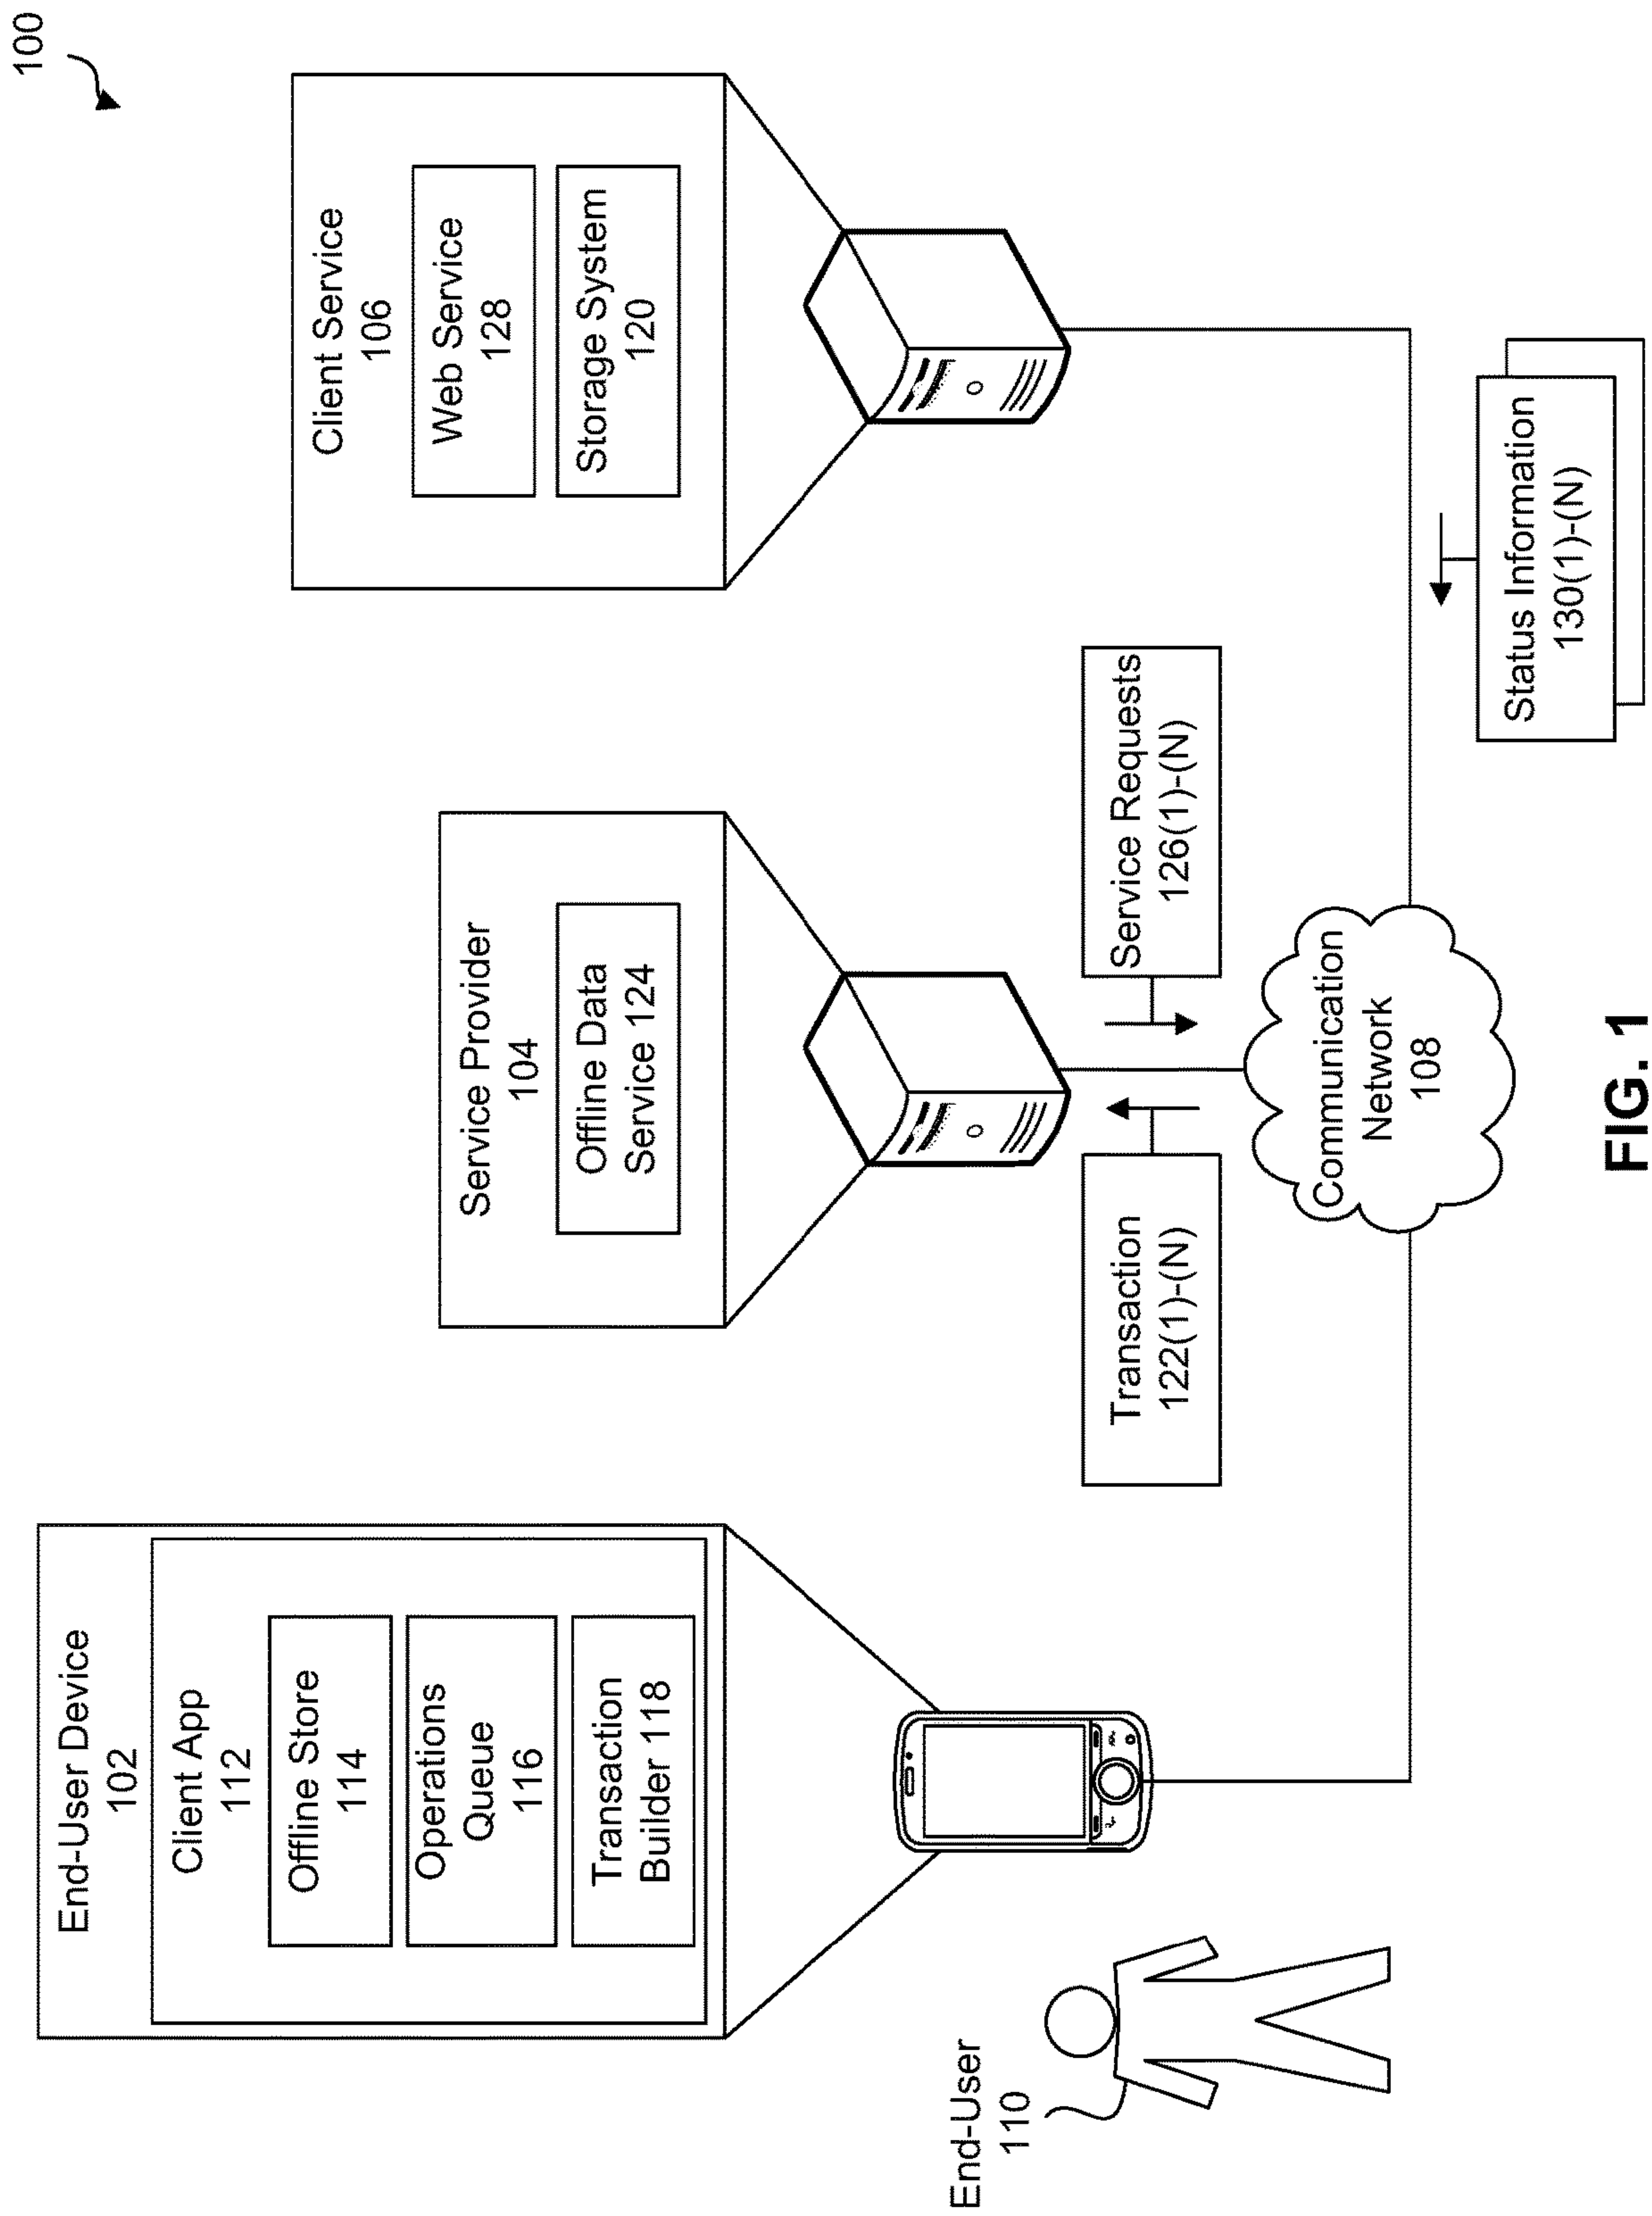 100
End-User Device
102
Client App
112
Offline Store
114
Operations
Queue
116
Transaction
Builder 118
End-User
110
Service Provider
104
Offline Data
Service 124
Transaction
122(1)-(N)
Service Requests
126(1)-(N)
Communication
Network
108
Client Service
106
Web Service
128
Storage System
120
Status Information
130(1)-(N)
FIG. 1